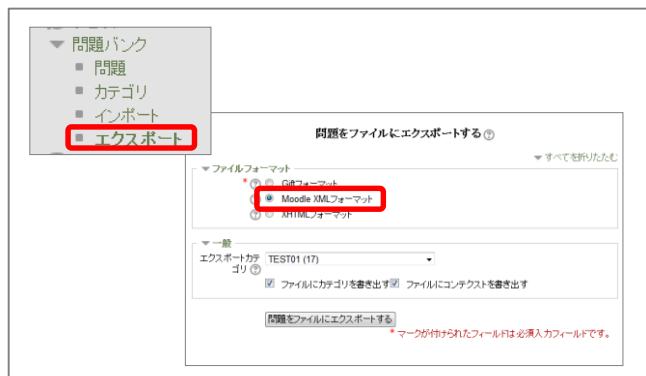 問題バンク
問題
カテゴリ
インポート
エクスポート
問題をファイルにエクスポートする
すべてを折りたたむ
ファイルフォーマット
* Giftフォーマット
Moodle XMLフォーマット
XHTMLフォーマット
一般
エクスポートカテゴリ TEST01 (17)
ファイルにカテゴリを書き出す ファイルにコンテクストを書き出す
問題をファイルにエクスポートする
* マークが付けられたフィールドは必須入力フィールドです。